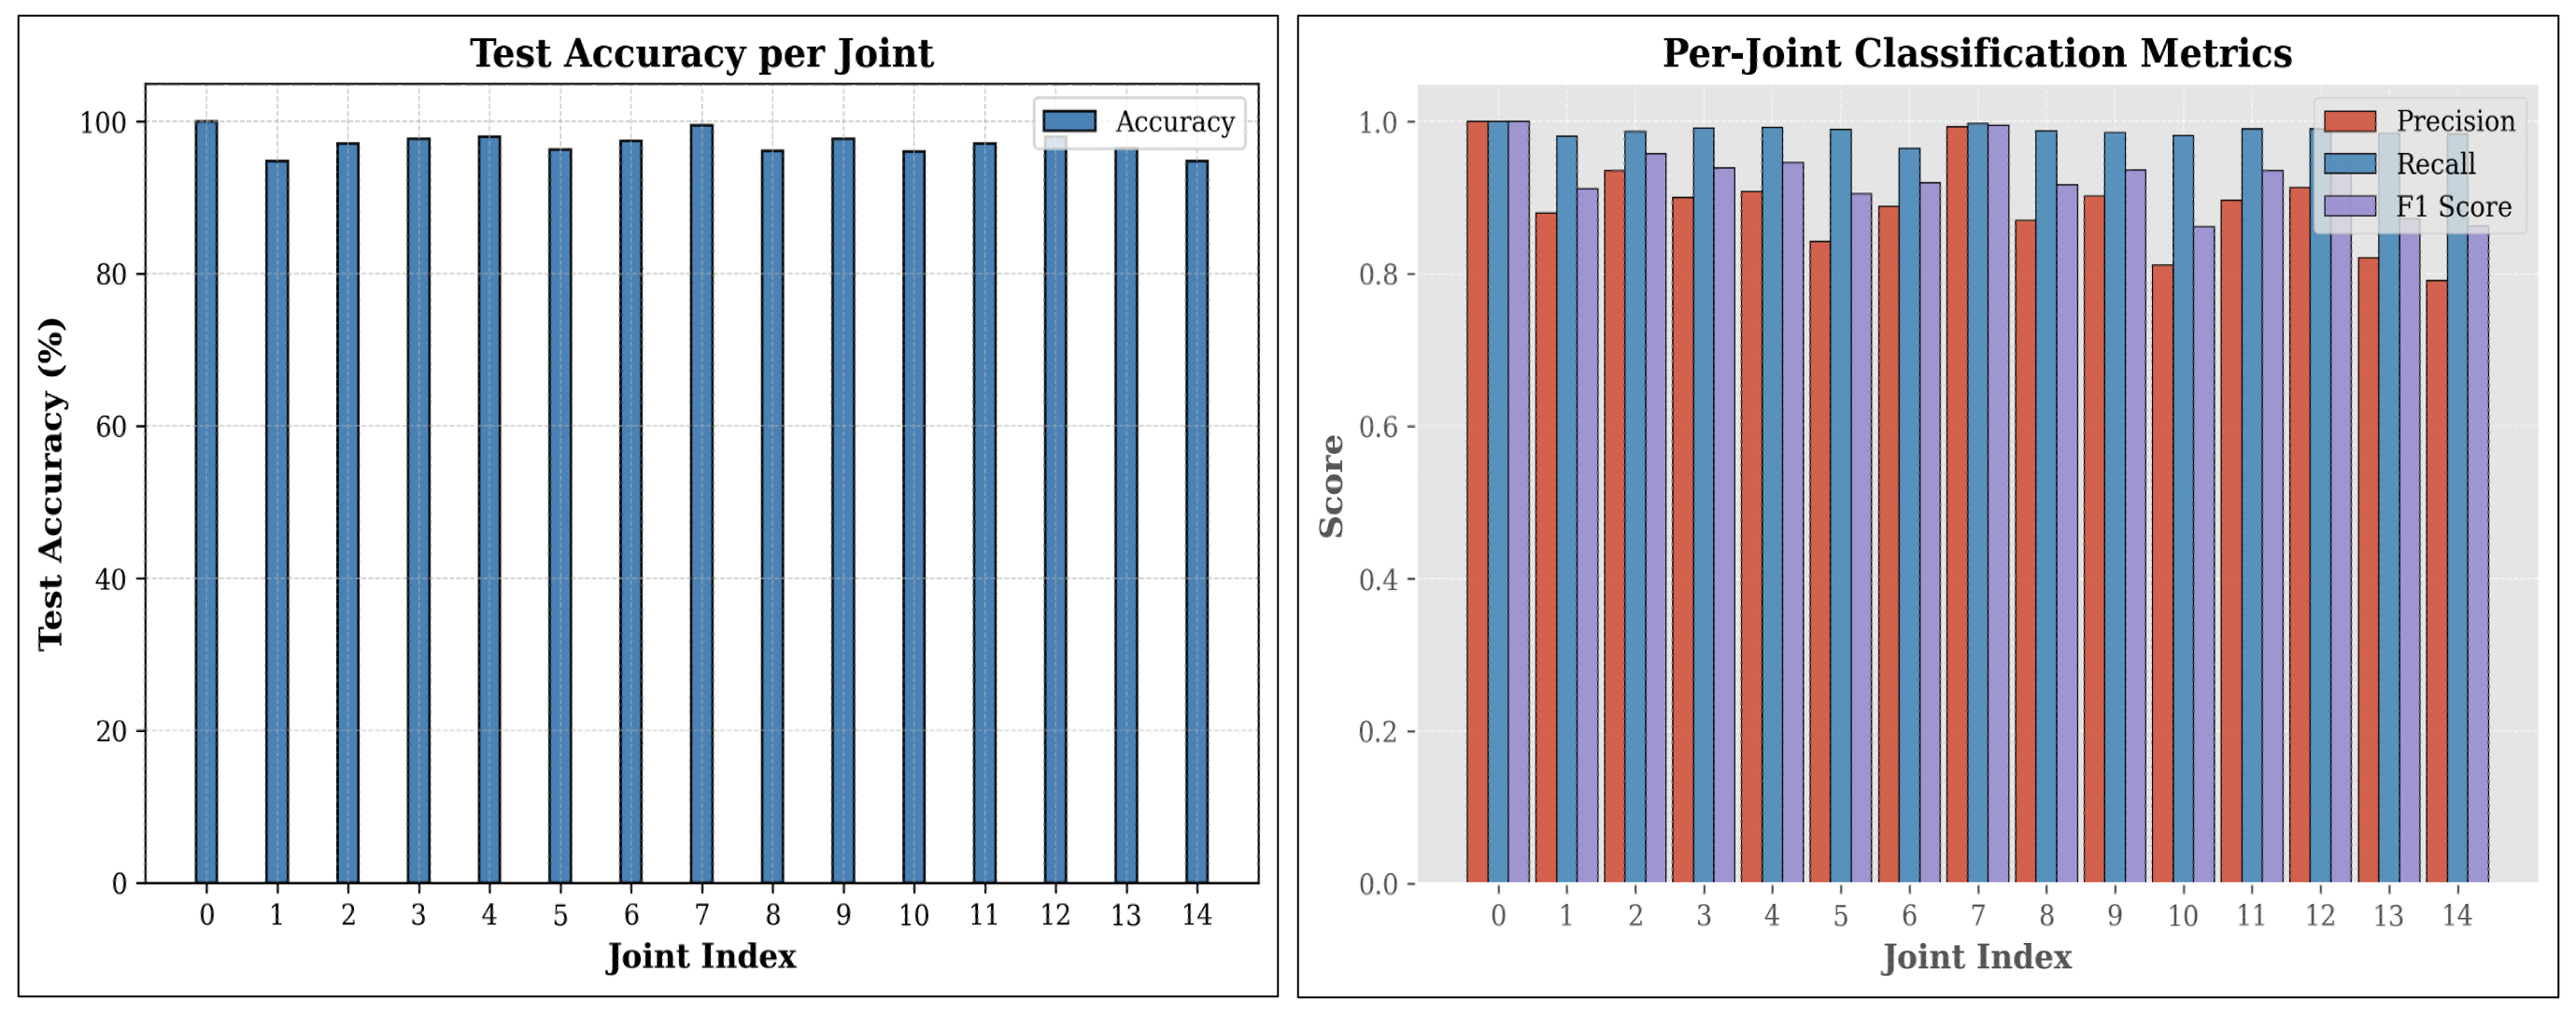 Test Accuracy per Joint
Accuracy
100
80
60
40
20
0
Test Accuracy (%)
0 1 2 3 4 5 6 7 8 9 10 11 12 13 14
Joint Index
Per-Joint Classification Metrics
Precision
Recall
F1 Score
1.0
0.8
0.6
0.4
0.2
0.0
Score
0 1 2 3 4 5 6 7 8 9 10 11 12 13 14
Joint Index